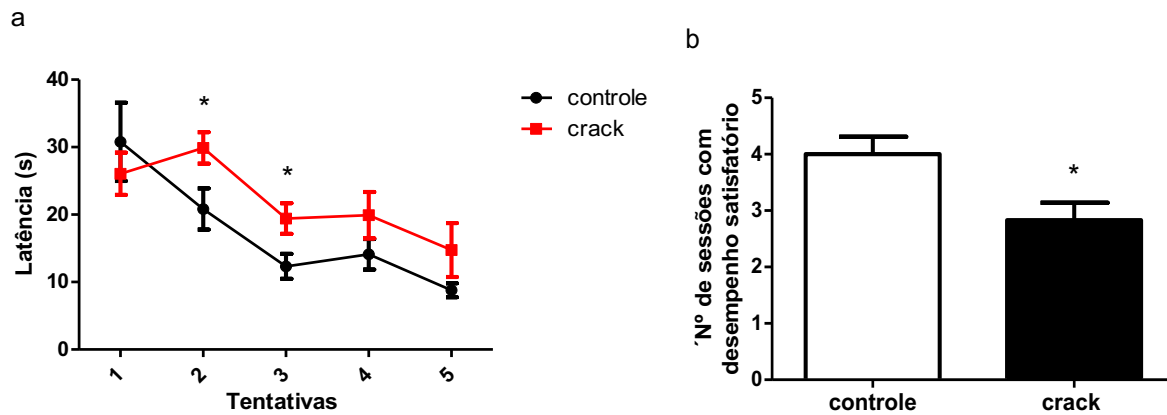 a
Latência (s)
40
30
20
10
0
*
*
1
2
3
4
5
Tentativas
controle
crack
b
´Nº de sessões com
desempenho satisfatório
5
4
3
2
1
0
*
controle
crack